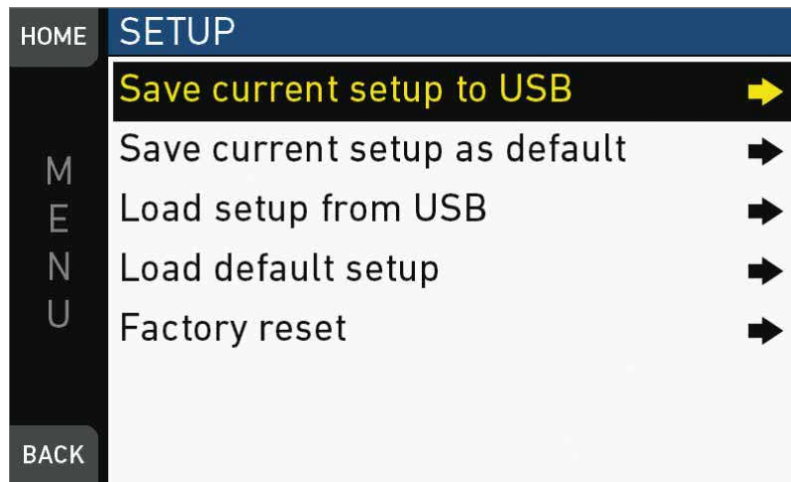 HOME
SETUP
Save current setup to USB
Save current setup as default
Load setup from USB
Load default setup
Factory reset
MENU
BACK